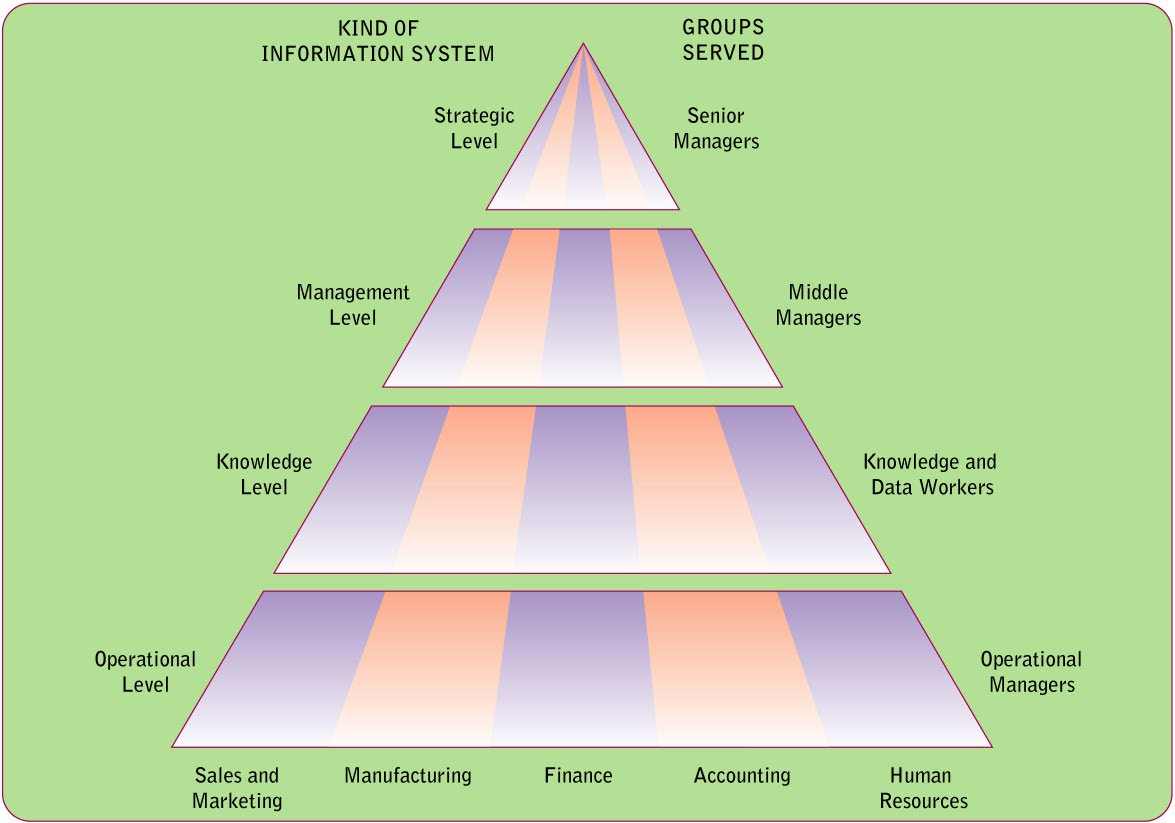 KIND OF
INFORMATION SYSTEM
GROUPS
SERVED
Strategic
Level
Senior
Managers
Management
Level
Middle
Managers
Knowledge
Level
Knowledge and
Data Workers
Operational
Level
Operational
Managers
Sales and
Marketing
Manufacturing
Finance
Accounting
Human
Resources